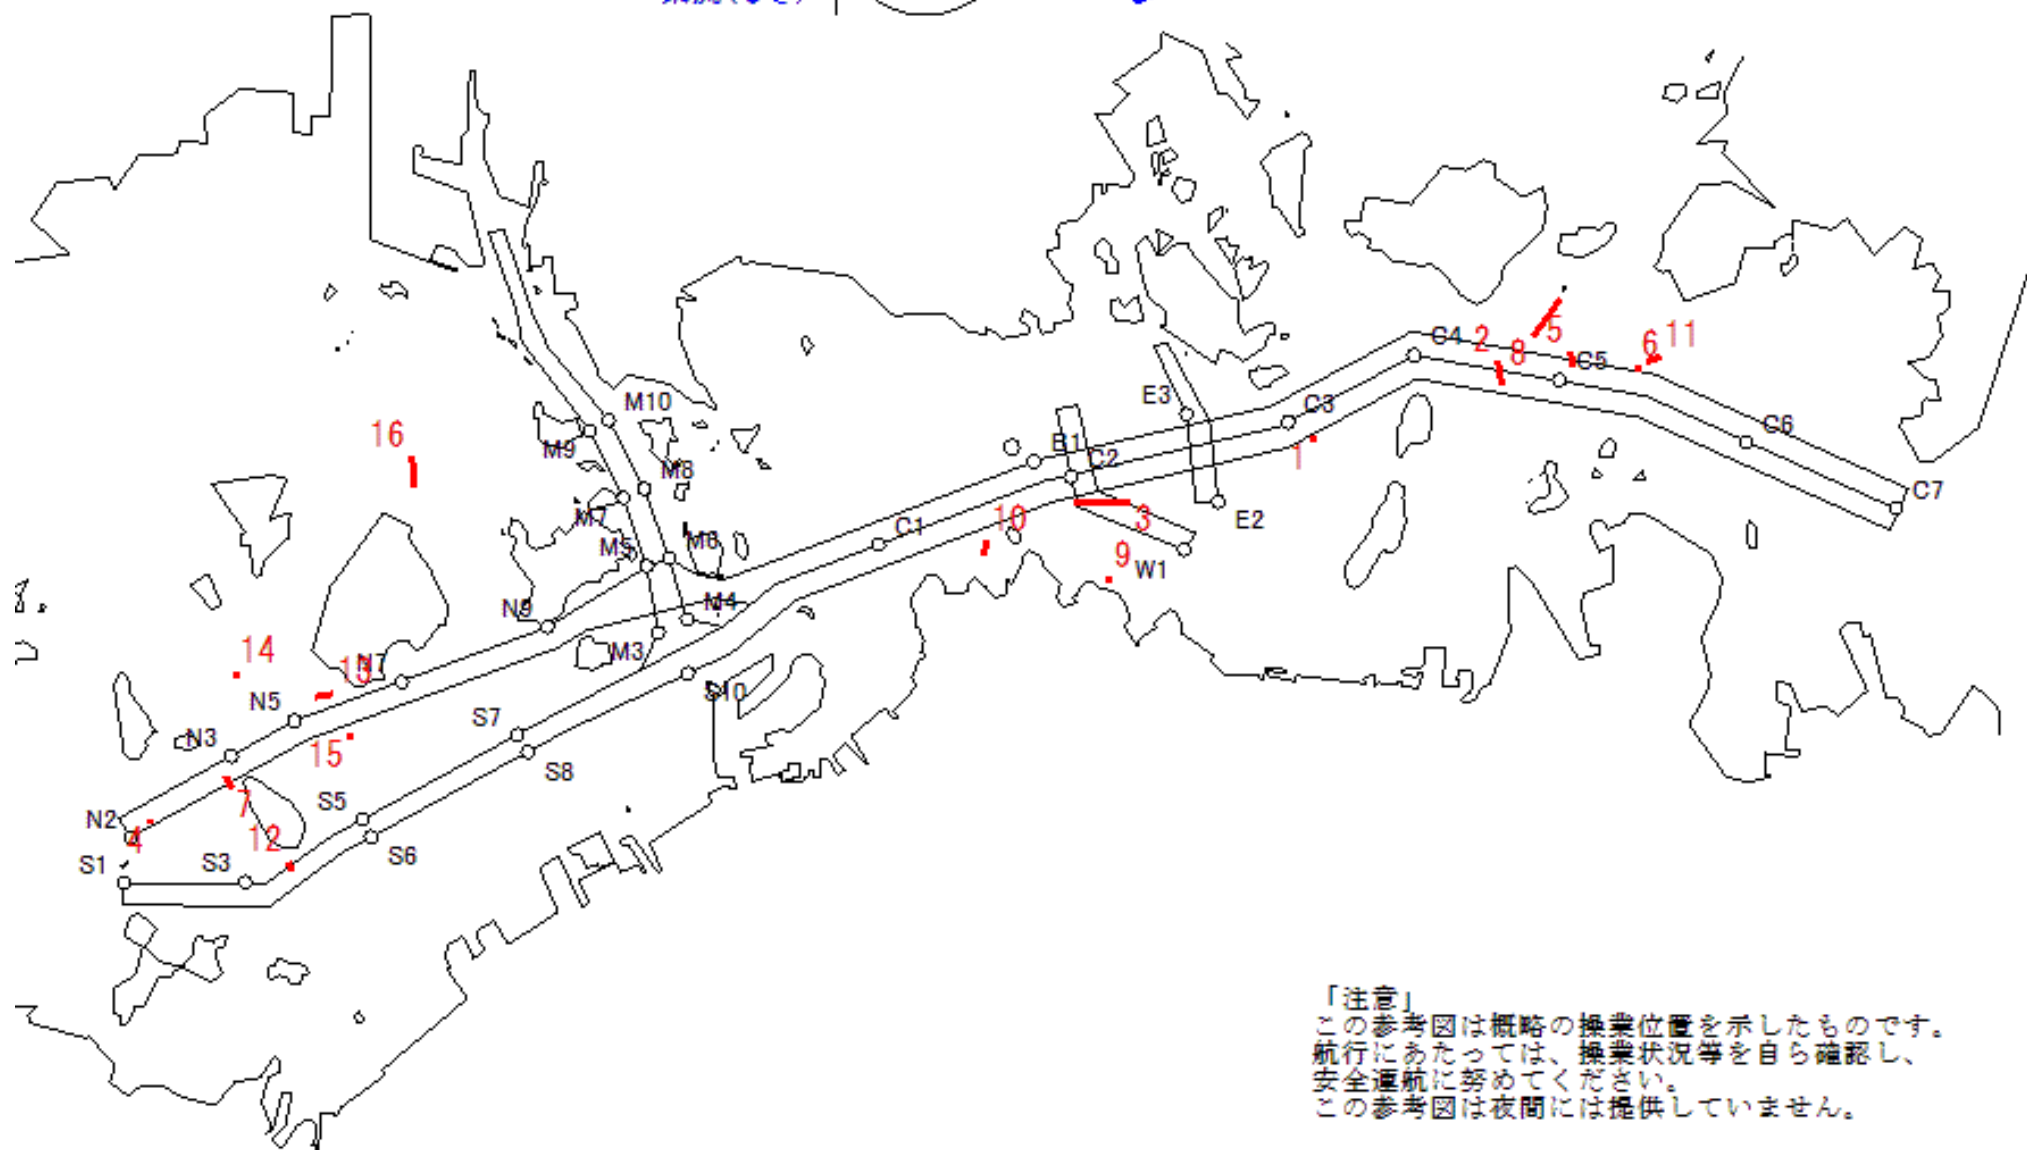 C4
2
5
8
C5
6
11
M10
E3
C3
C6
16
M9
M8
B1
C2
1
C7
M7
10
3
E2
C1
M5
M6
9
W1
N9
M4
14
M3
N7
13
N5
S10
S7
N3
15
S8
7
S5
N2
4
12
S6
S1
S3
「注意」
この参考図は概略の操業位置を示したものです。
航行にあたっては、操業状況等を自ら確認し、
安全運航に努めてください。
この参考図は夜間には提供していません。